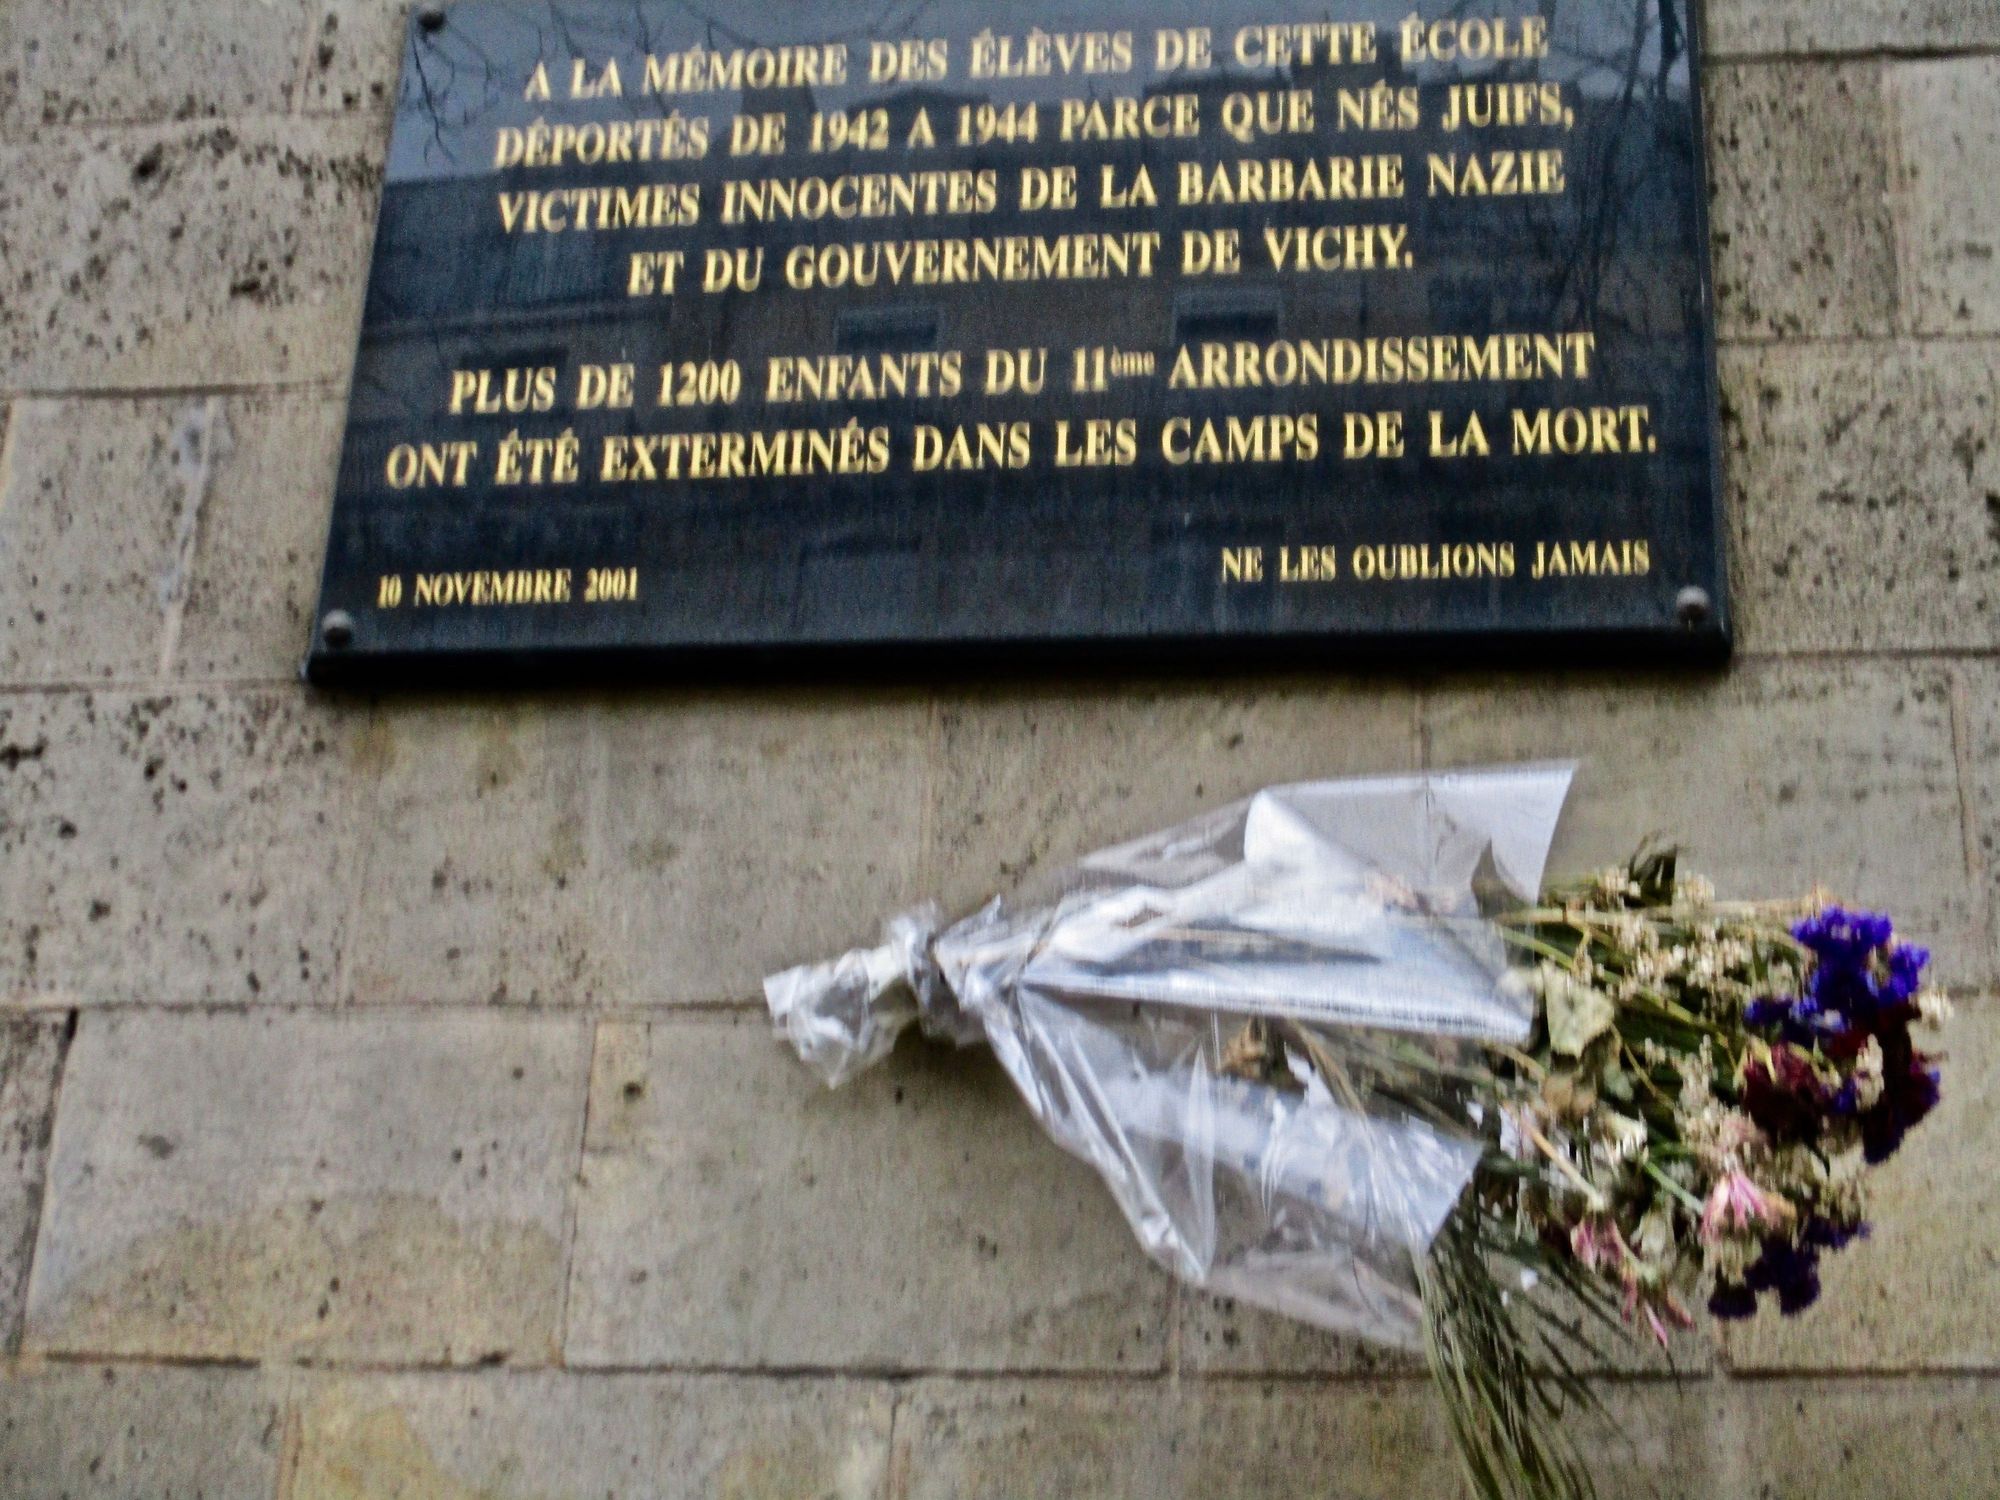 A LA MÉMOIRE DES ÉLÈVES DE CETTE ÉCOLE
DÉPORTÉS DE 1942 A 1944 PARCE QUE NÉS JUIFS,
VICTIMES INNOCENTES DE LA BARBARIE NAZIE
ET DU GOUVERNEMENT DE VICHY.
PLUS DE 1200 ENFANTS DU 11ème ARRONDISSEMENT
ONT ÉTÉ EXTERMINÉS DANS LES CAMPS DE LA MORT.
10 NOVEMBRE 2001
NE LES OUBLIONS JAMAIS